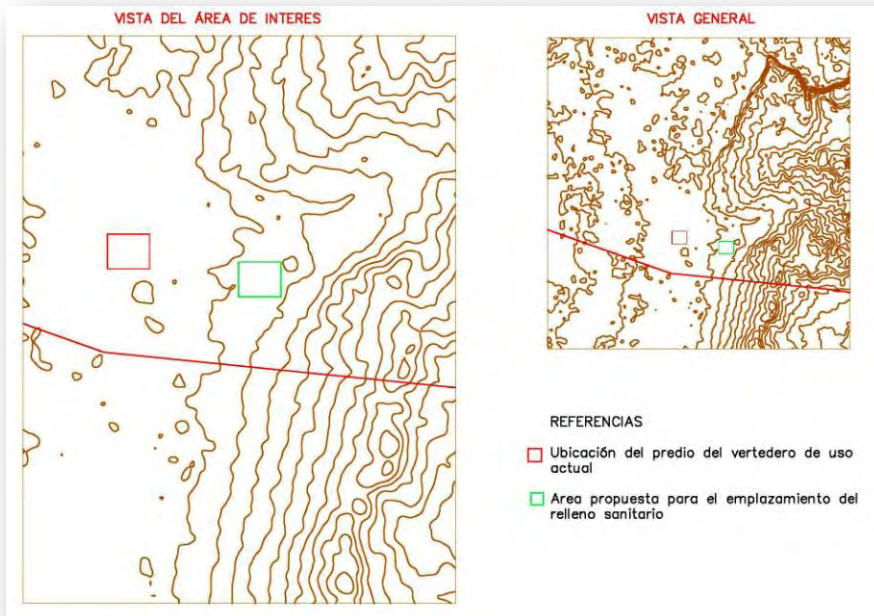 VISTA DEL ÁREA DE INTERES
VISTA GENERAL
REFERENCIAS
Ubicación del predio del vertedero de uso
actual
Area propuesta para el emplazamiento del
relleno sanitario